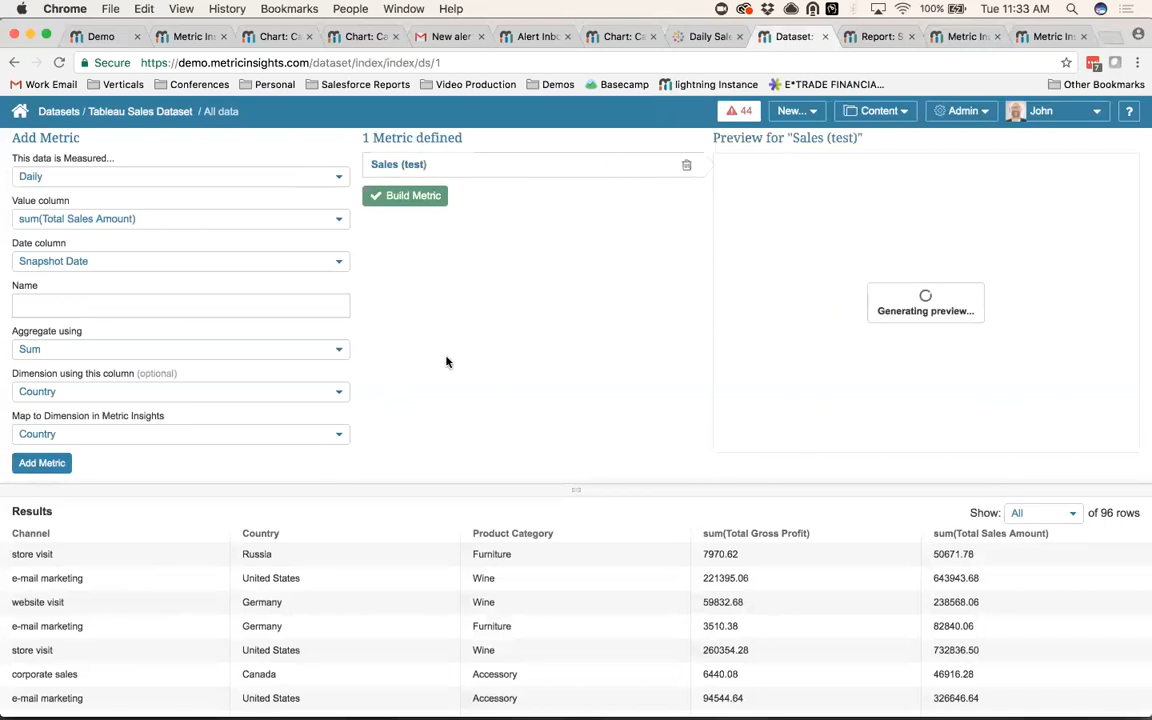 Chrome File Edit View History Bookmarks People Window Help 100% Tue 11:33 AM
Demo Metric Ins Chart: Ca Chart: Ca New aler Alert Inbo Chart: Ca Daily Sale Dataset: Report: S Metric In Metric In
Secure https://demo.metricinsights.com/dataset/index/index/ds/1 7
Work Email Verticals Conferences Personal Salesforce Reports Video Production Demos Basecamp lightning Instance E*TRADE FINANCIA... Other Bookmarks
Datasets / Tableau Sales Dataset / All data 44 New... Content Admin John ?
Add Metric 1 Metric defined Preview for "Sales (test)"
This data is Measured... Sales (test)
Daily
Build Metric
Value column
sum(Total Sales Amount)
Date column
Snapshot Date
Name
Generating preview...
Aggregate using
Sum
Dimension using this column (optional)
Country
Map to Dimension in Metric Insights
Country
Add Metric
Results Show: All of 96 rows
Channel Country Product Category sum(Total Gross Profit) sum(Total Sales Amount)
store visit Russia Furniture 7970.62 50671.78
e-mail marketing United States Wine 221395.06 643943.68
website visit Germany Wine 59832.68 238568.06
e-mail marketing Germany Furniture 3510.38 82840.06
store visit United States Wine 260354.28 732836.50
corporate sales Canada Accessory 6440.08 46916.28
e-mail marketing United States Accessory 94544.64 326646.64